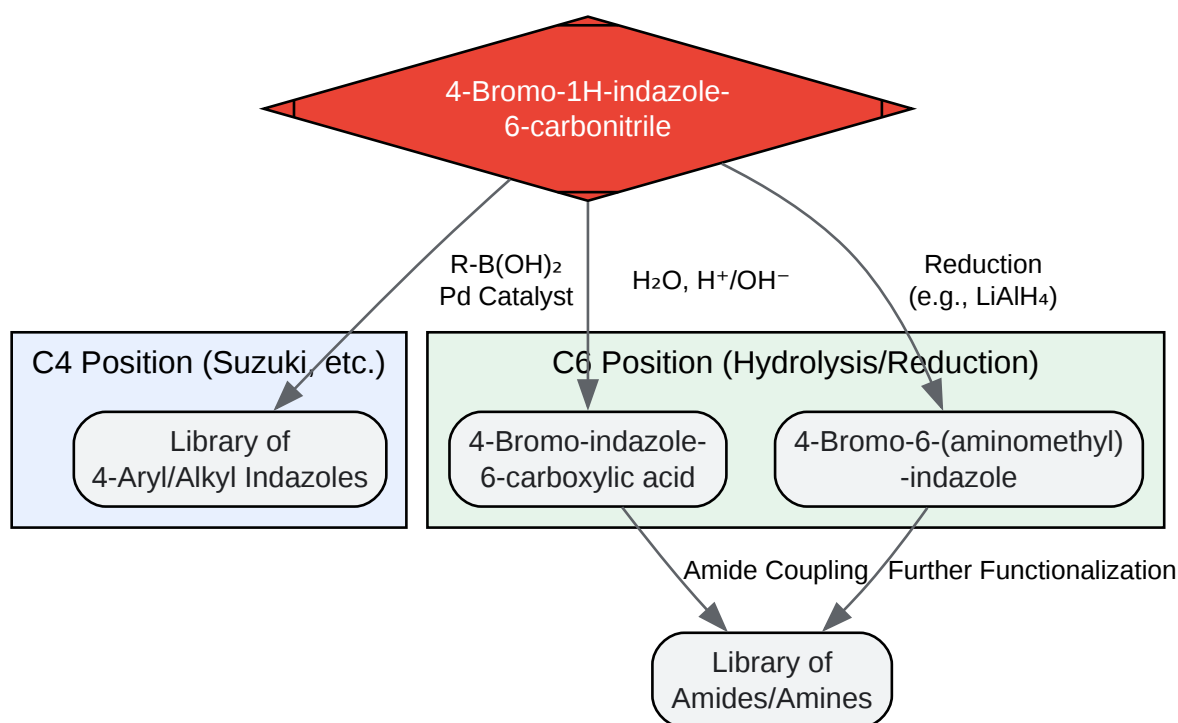 4-Bromo-1H-indazole-
6-carbonitrile
R-B(OH)₂
Pd Catalyst
H₂O, H⁺/OH⁻
Reduction
(e.g., LiAlH₄)
C4 Position (Suzuki, etc.)
C6 Position (Hydrolysis/Reduction)
Library of
4-Aryl/Alkyl Indazoles
4-Bromo-indazole-
6-carboxylic acid
4-Bromo-6-(aminomethyl)
-indazole
Amide Coupling
Further Functionalization
Library of
Amides/Amines